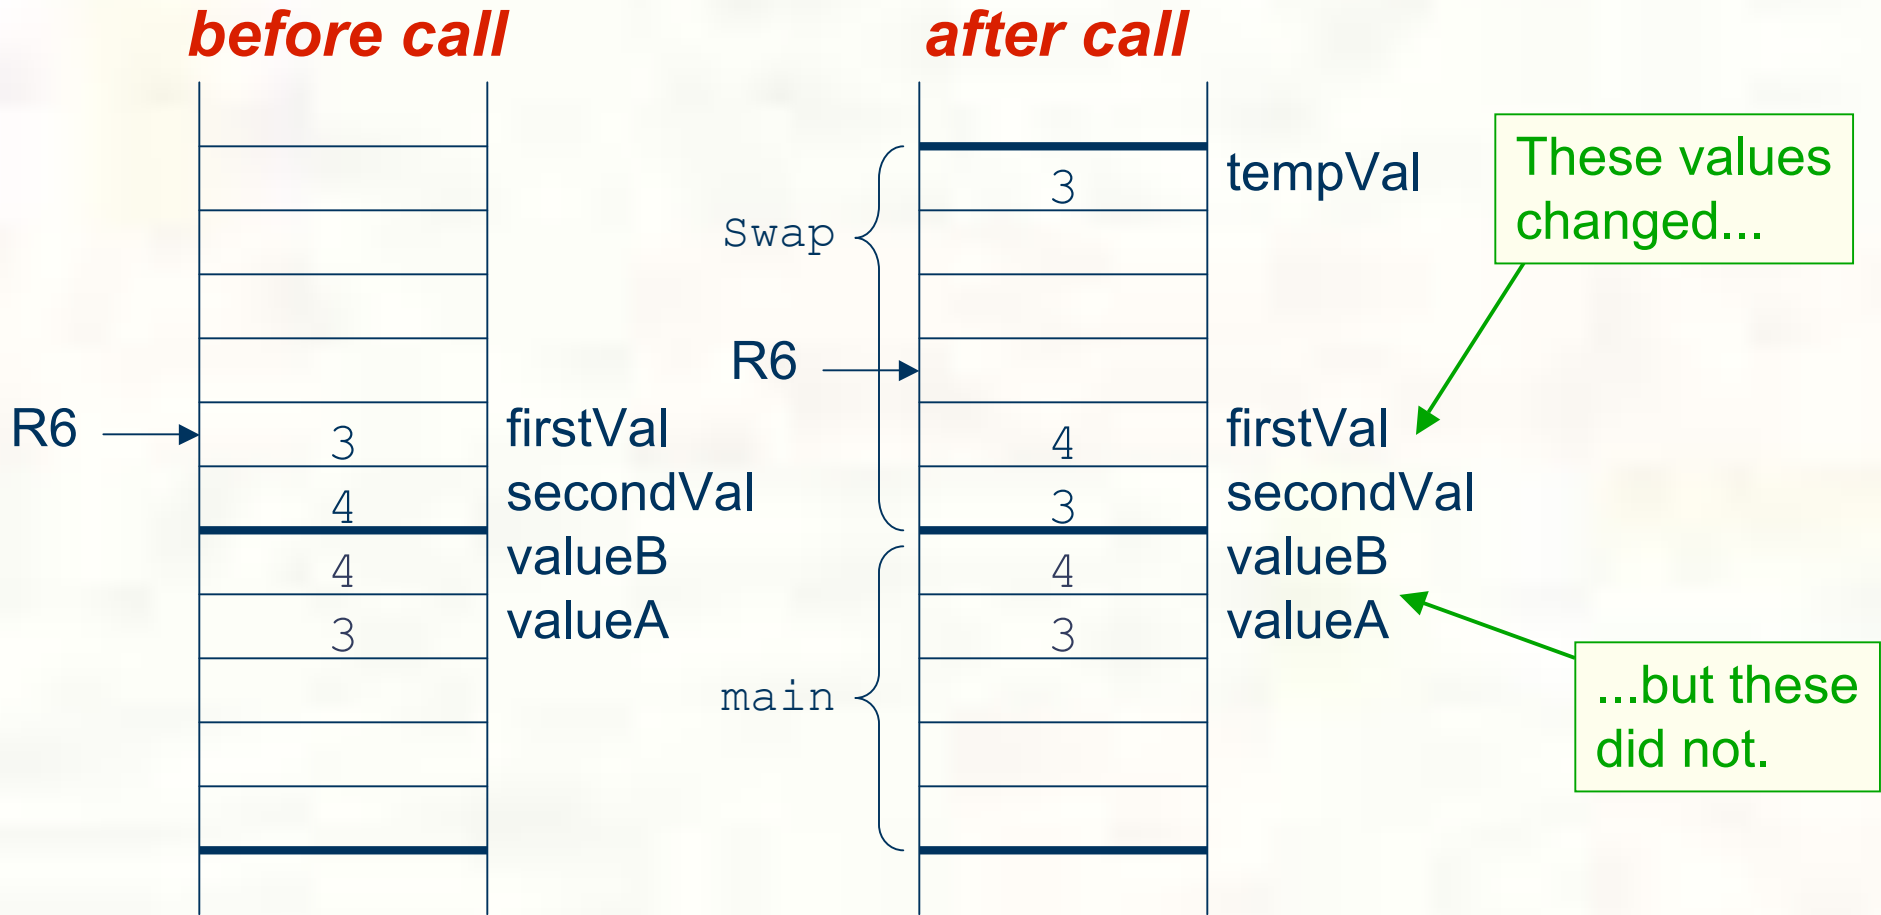 before call
R6
3
firstVal
4
secondVal
4
valueB
3
valueA
after call
3
tempVal
Swap
R6
4
firstVal
3
secondVal
4
valueB
3
valueA
main
These values
changed...
...but these
did not.